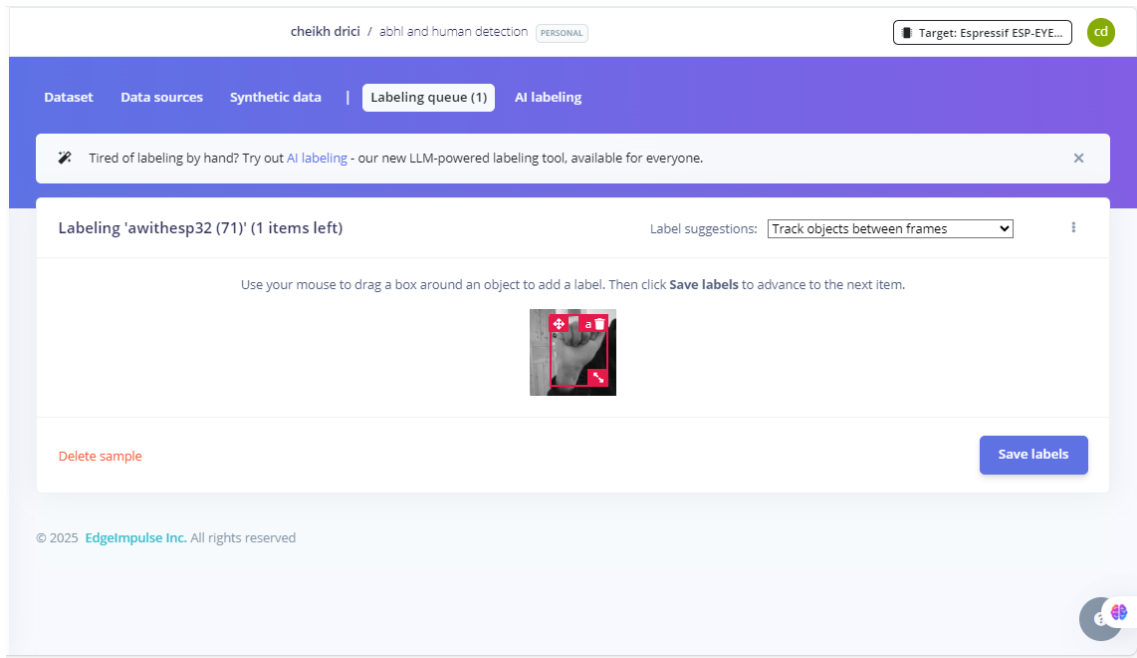 cheikh drici / abhl and human detection PERSONAL
Target: Espressif ESP-EYE...
cd
Dataset Data sources Synthetic data | Labeling queue (1) AI labeling
Tired of labeling by hand? Try out AI labeling - our new LLM-powered labeling tool, available for everyone.
Labeling 'awithesp32 (71)' (1 items left)
Label suggestions: Track objects between frames
Use your mouse to drag a box around an object to add a label. Then click Save labels to advance to the next item.
a
Delete sample
Save labels
© 2025 EdgeImpulse Inc. All rights reserved